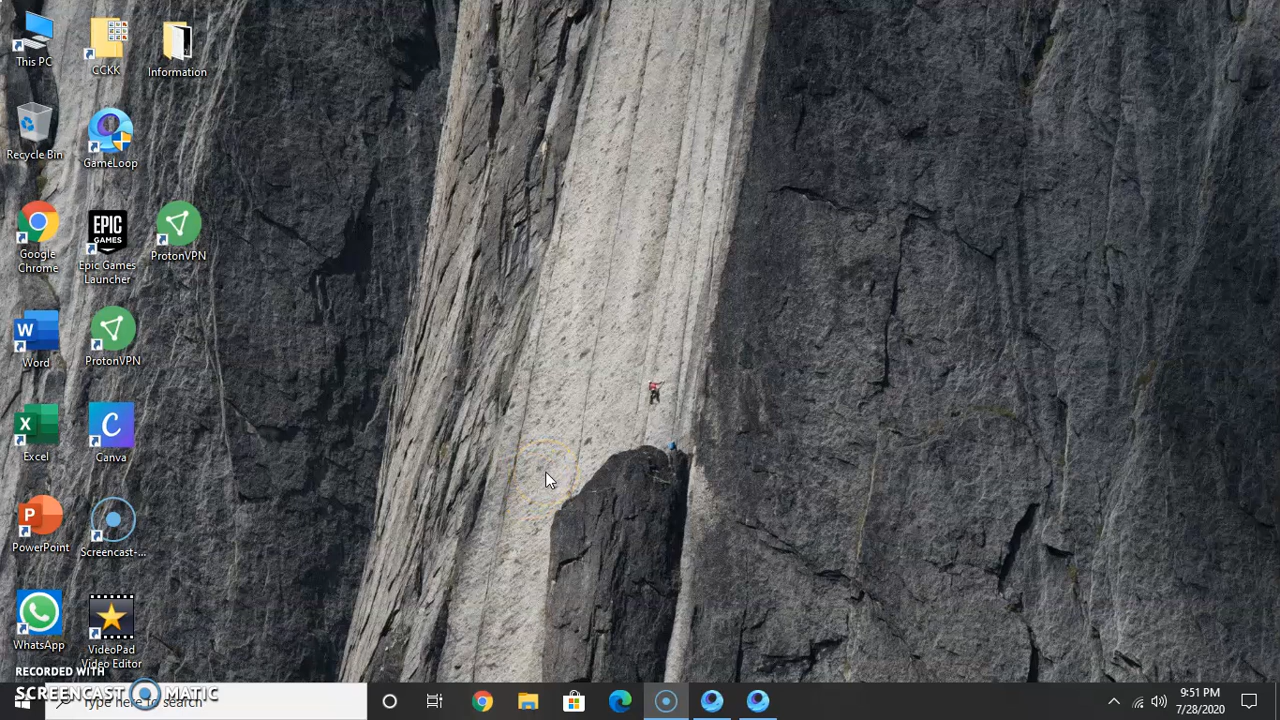 This PC
CCKK
Information
Recycle Bin
GameLoop
Google
Chrome
EPIC
GAMES
Epic Games
Launcher
ProtonVPN
W
Word
ProtonVPN
X
Excel
C
Canva
P
PowerPoint
Screencast-...
WhatsApp
VideoPad
Video Editor
RECORDED WITH
SCREENCAST MATIC
Type here to search
9:51 PM
7/28/2020